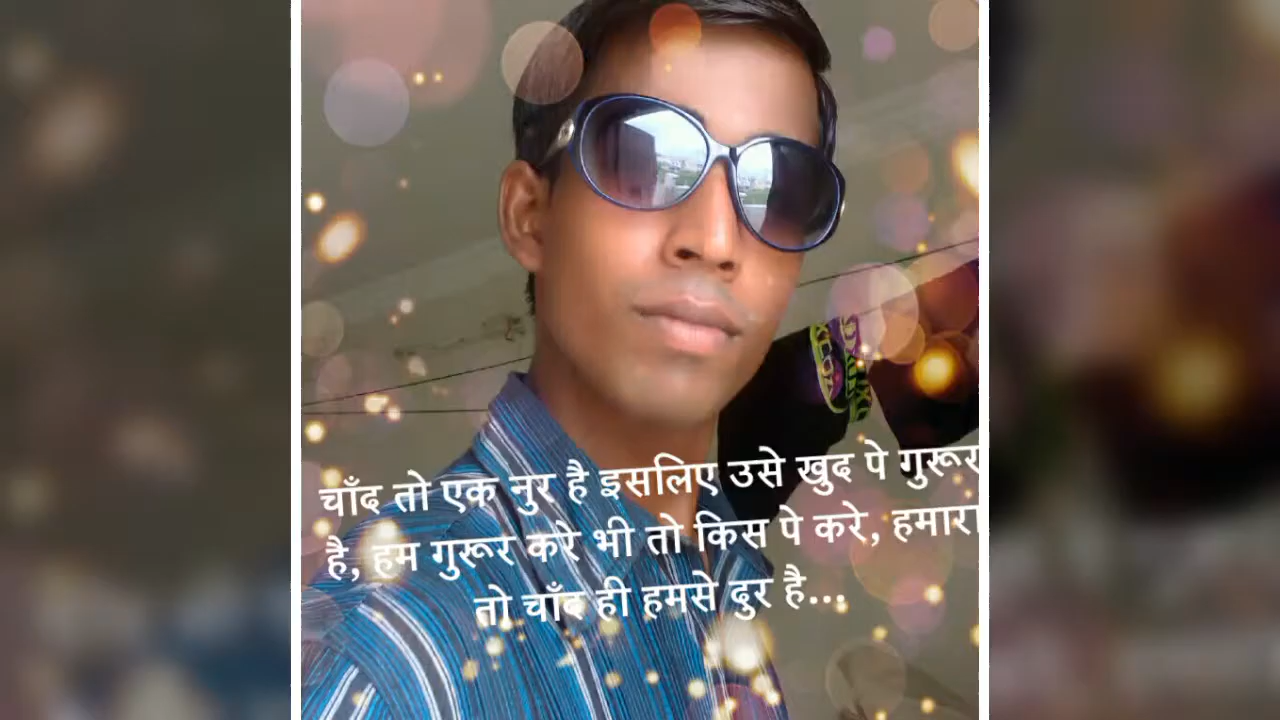 चाँद तो एक नुर है इसलिए उसे खुद पे गुरूर
है, हम गुरूर करे भी तो किस पे करे, हमारा
तो चाँद ही हमसे दुर है...